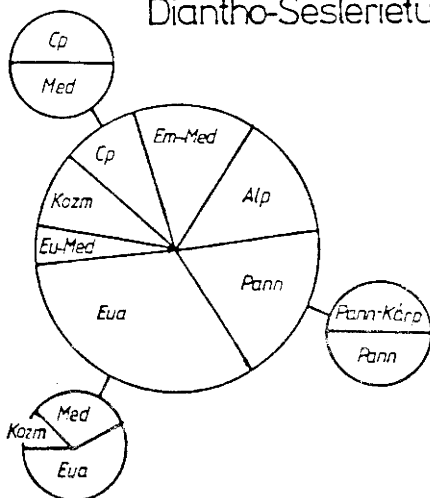 Diantho-Seslerietu
Cp
Med
Cp
Em-Med
Alp
Kozm
Eu-Med
Eua
Pann
Pann-Kárp
Pann
Med
Kozm
Eua